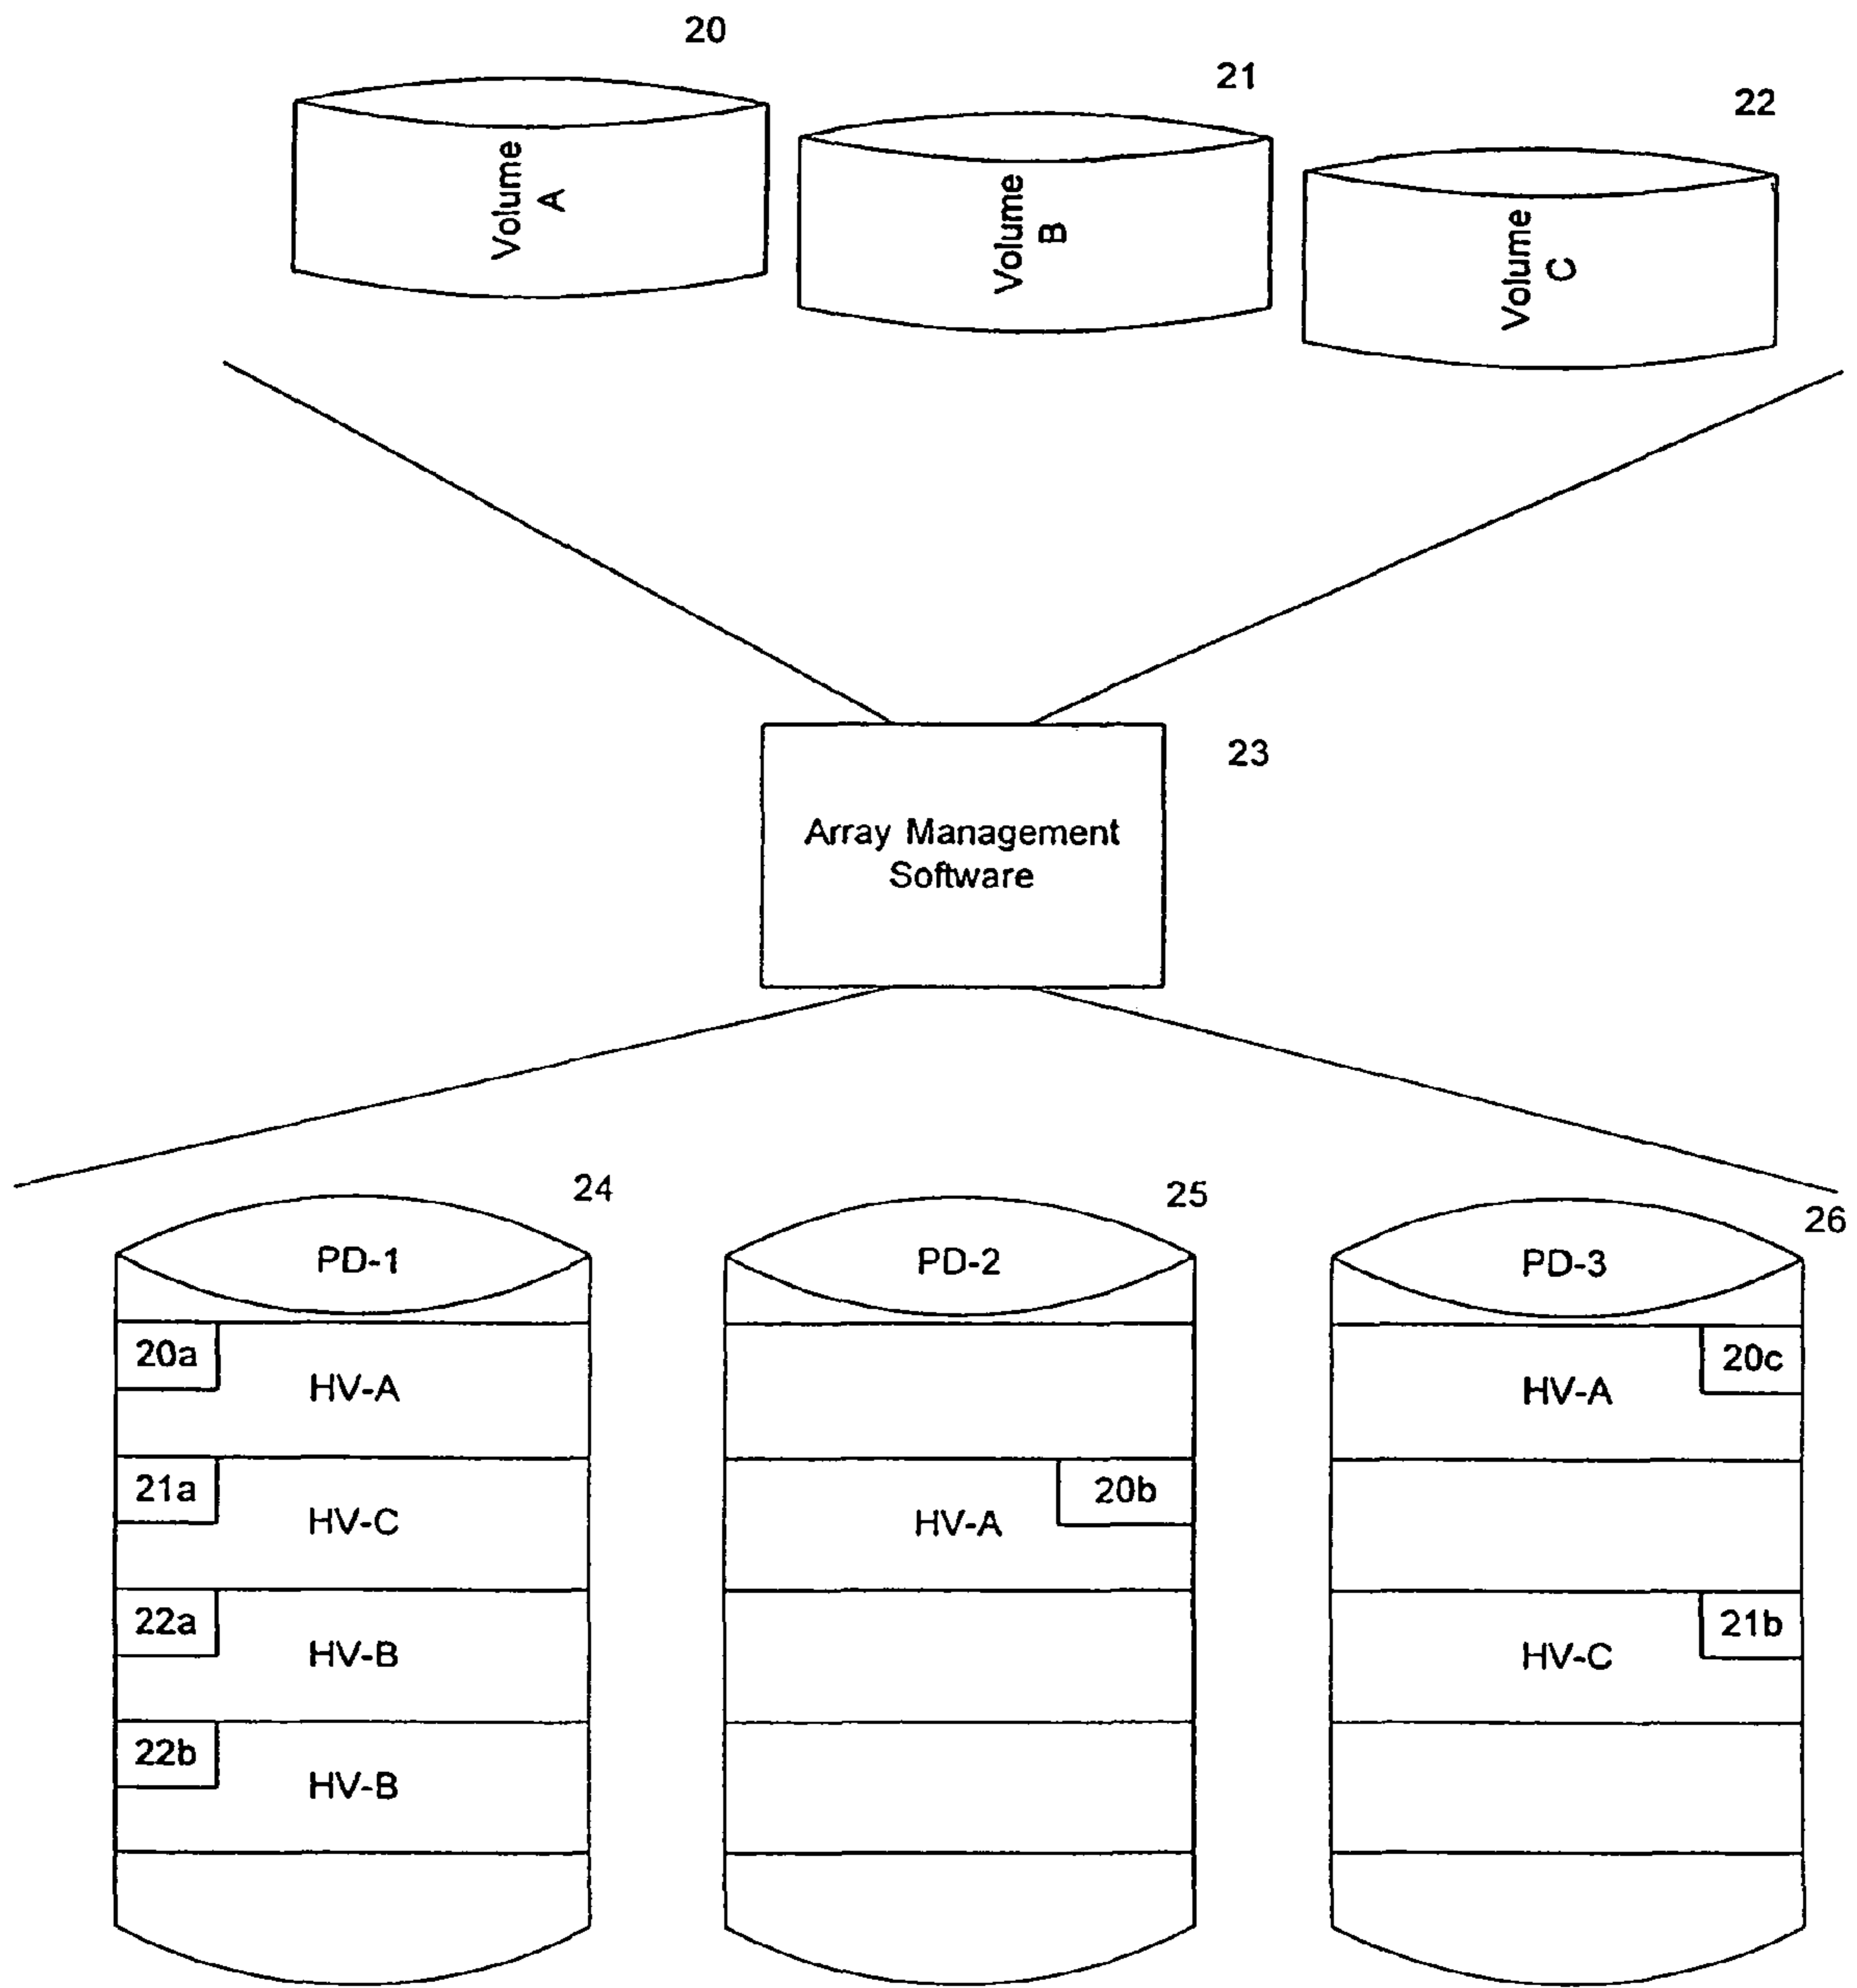 20
21
22
Volume
A
Volume
B
Volume
C
23
Array Management
Software
24
25
26
PD-1
PD-2
PD-3
20a
HV-A
HV-A
20c
21a
HV-C
HV-A
20b
22a
HV-B
HV-C
21b
22b
HV-B